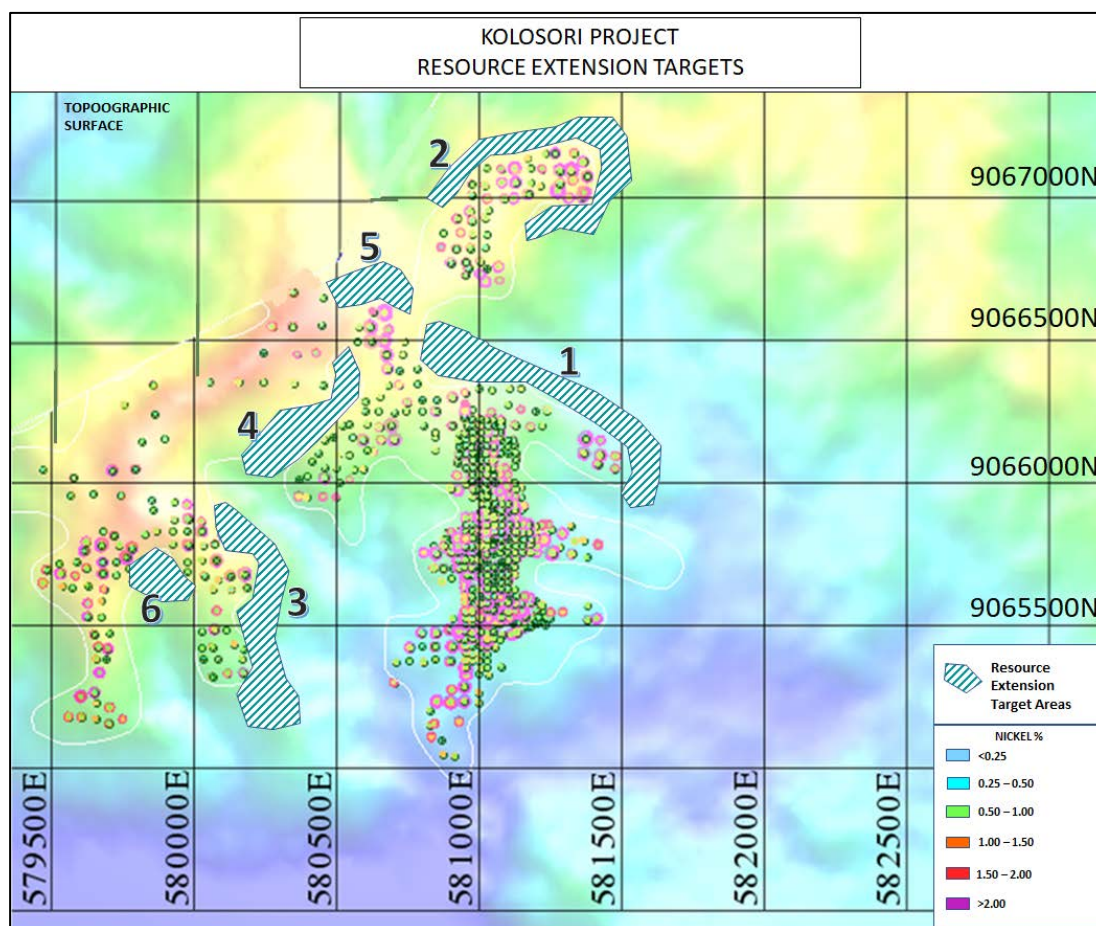 KOLOSORI PROJECT
RESOURCE EXTENSION TARGETS
TOPOOGRAPHIC
SURFACE
2
9067000N
5
9066500N
1
4
9066000N
3
6
9065500N
Resource
Extension
Target Areas
NICKEL %
<0.25
0.25 – 0.50
0.50 – 1.00
1.00 – 1.50
1.50 – 2.00
>2.00
579500E
580000E
580500E
581000E
581500E
582000E
582500E